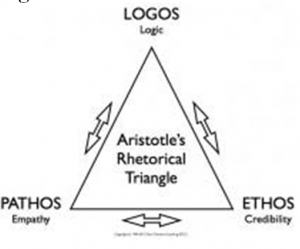 LOGOS
Logic
Aristotle's
Rhetorical
Triangle
PATHOS
Empathy
ETHOS
Credibility